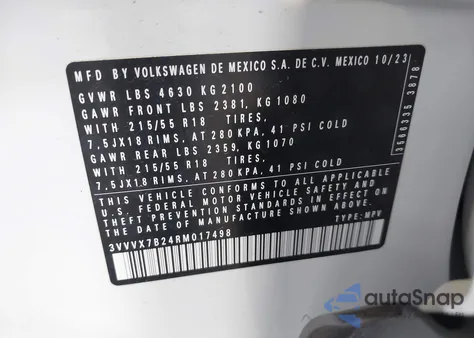 MFD BY VOLKSWAGEN DE MEXICO S.A. DE C.V. MEXICO 10/23
GVWR LBS 4630 KG 2100
GAWR FRONT LBS 2381, KG 1080
WITH 215/55 R18 TIRES,
7,5JX18 RIMS, AT 280 KPA, 41 PSI COLD
GAWR REAR LBS 2359, KG 1070
WITH 215/55 R18 TIRES,
7,5JX18 RIMS, AT 280 KPA, 41 PSI COLD
THIS VEHICLE CONFORMS TO ALL APPLICABLE
U.S. FEDERAL MOTOR VEHICLE SAFETY AND
THEFT PREVENTION STANDARDS IN EFFECT ON
THE DATE OF MANUFACTURE SHOWN ABOVE.
3VVVX7B24RM017498 TYPE: MPV
3566335 3878
autoSnap